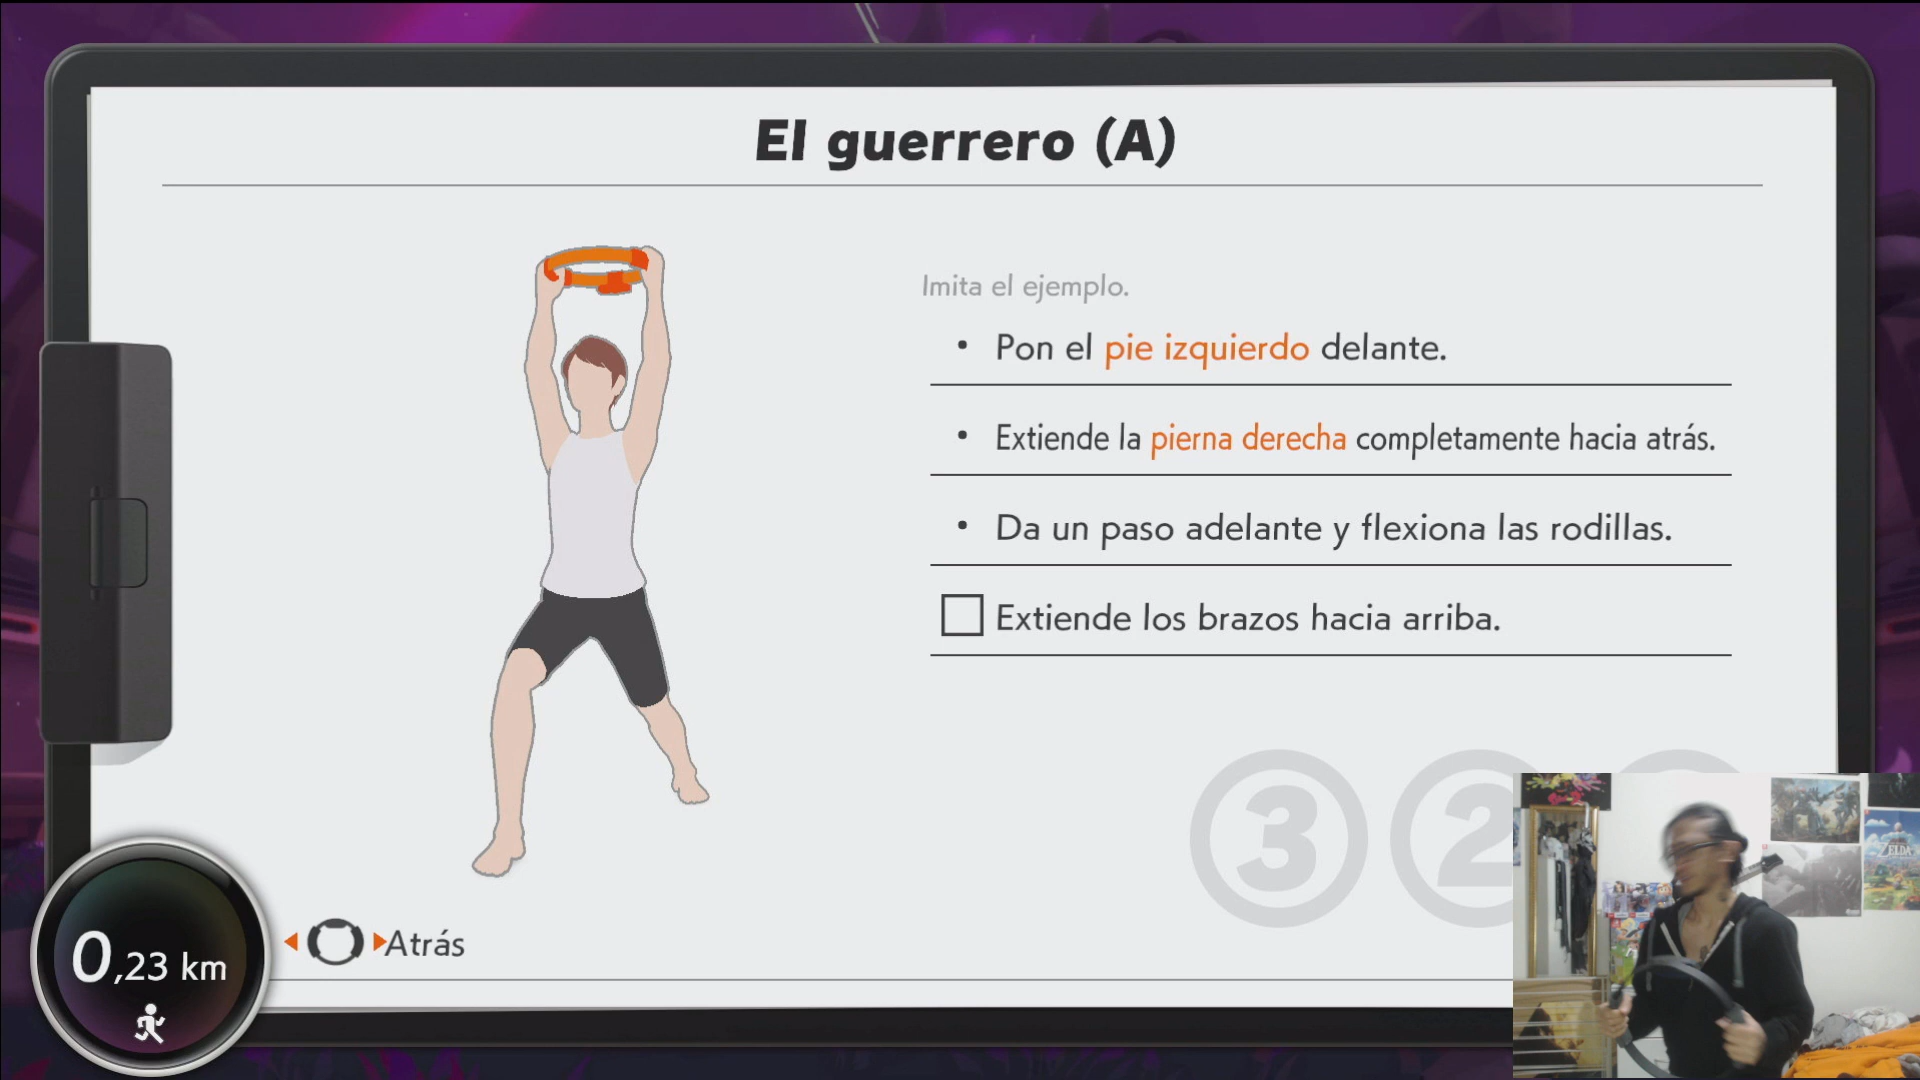 El guerrero (A)
Imita el ejemplo.
• Pon el pie izquierdo delante.
• Extiende la pierna derecha completamente hacia atrás.
• Da un paso adelante y flexiona las rodillas.
Extiende los brazos hacia arriba.
3 2
ZELDA
Atrás
0,23 km